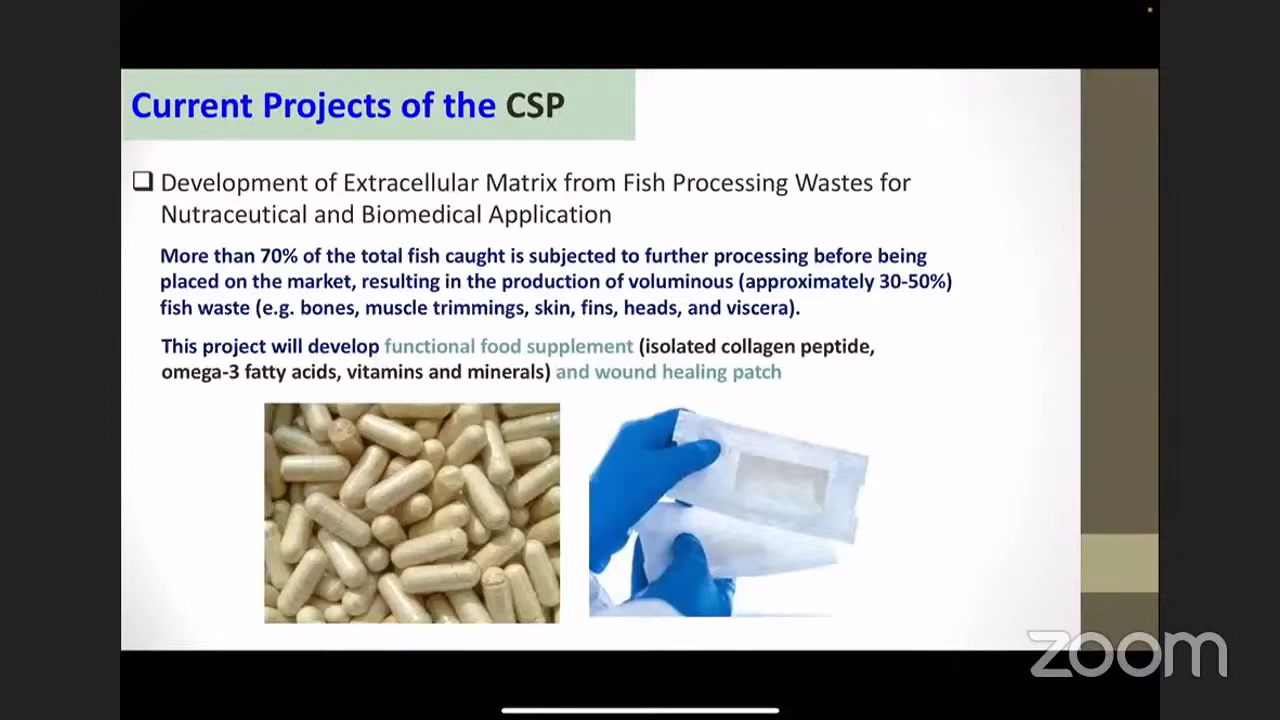 Current Projects of the CSP
❑ Development of Extracellular Matrix from Fish Processing Wastes for
Nutraceutical and Biomedical Application
More than 70% of the total fish caught is subjected to further processing before being
placed on the market, resulting in the production of voluminous (approximately 30-50%)
fish waste (e.g. bones, muscle trimmings, skin, fins, heads, and viscera).
This project will develop functional food supplement (isolated collagen peptide,
omega-3 fatty acids, vitamins and minerals) and wound healing patch
zoom